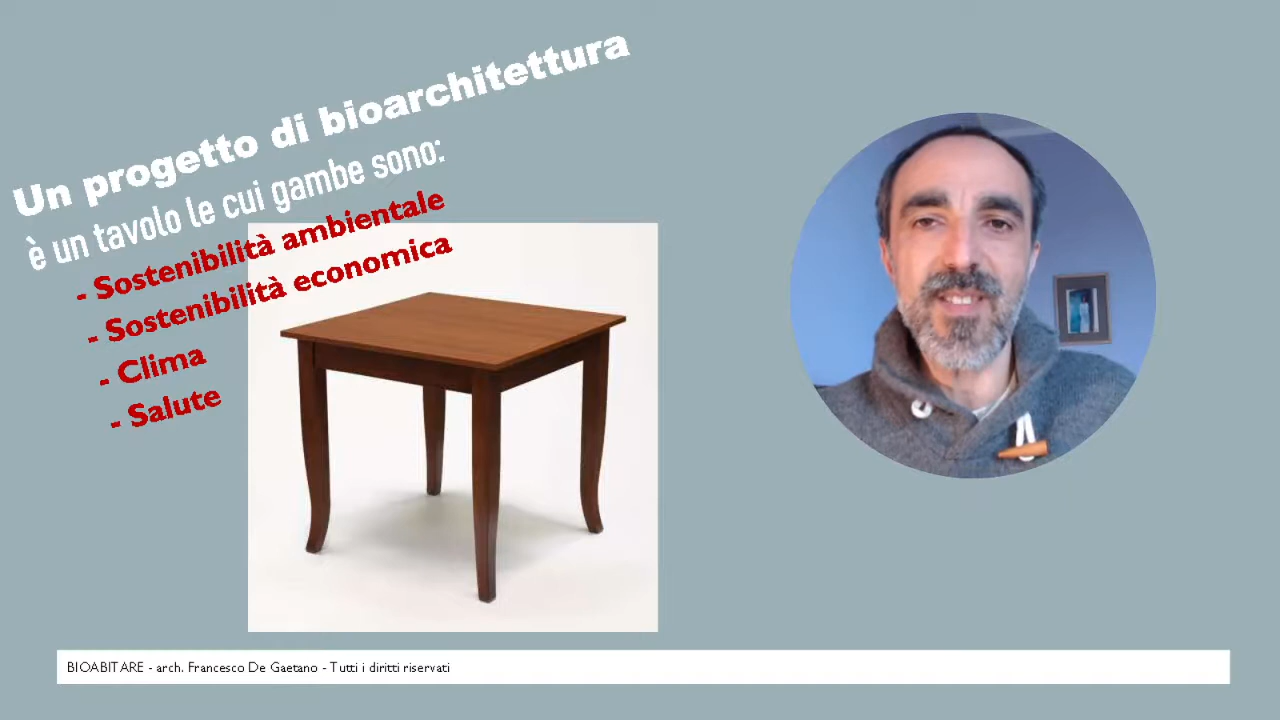 Un progetto di bioarchitettura
è un tavolo le cui gambe sono:
- Sostenibilità ambientale
- Sostenibilità economica
- Clima
- Salute
BIOABITARE - arch. Francesco De Gaetano - Tutti i diritti riservati